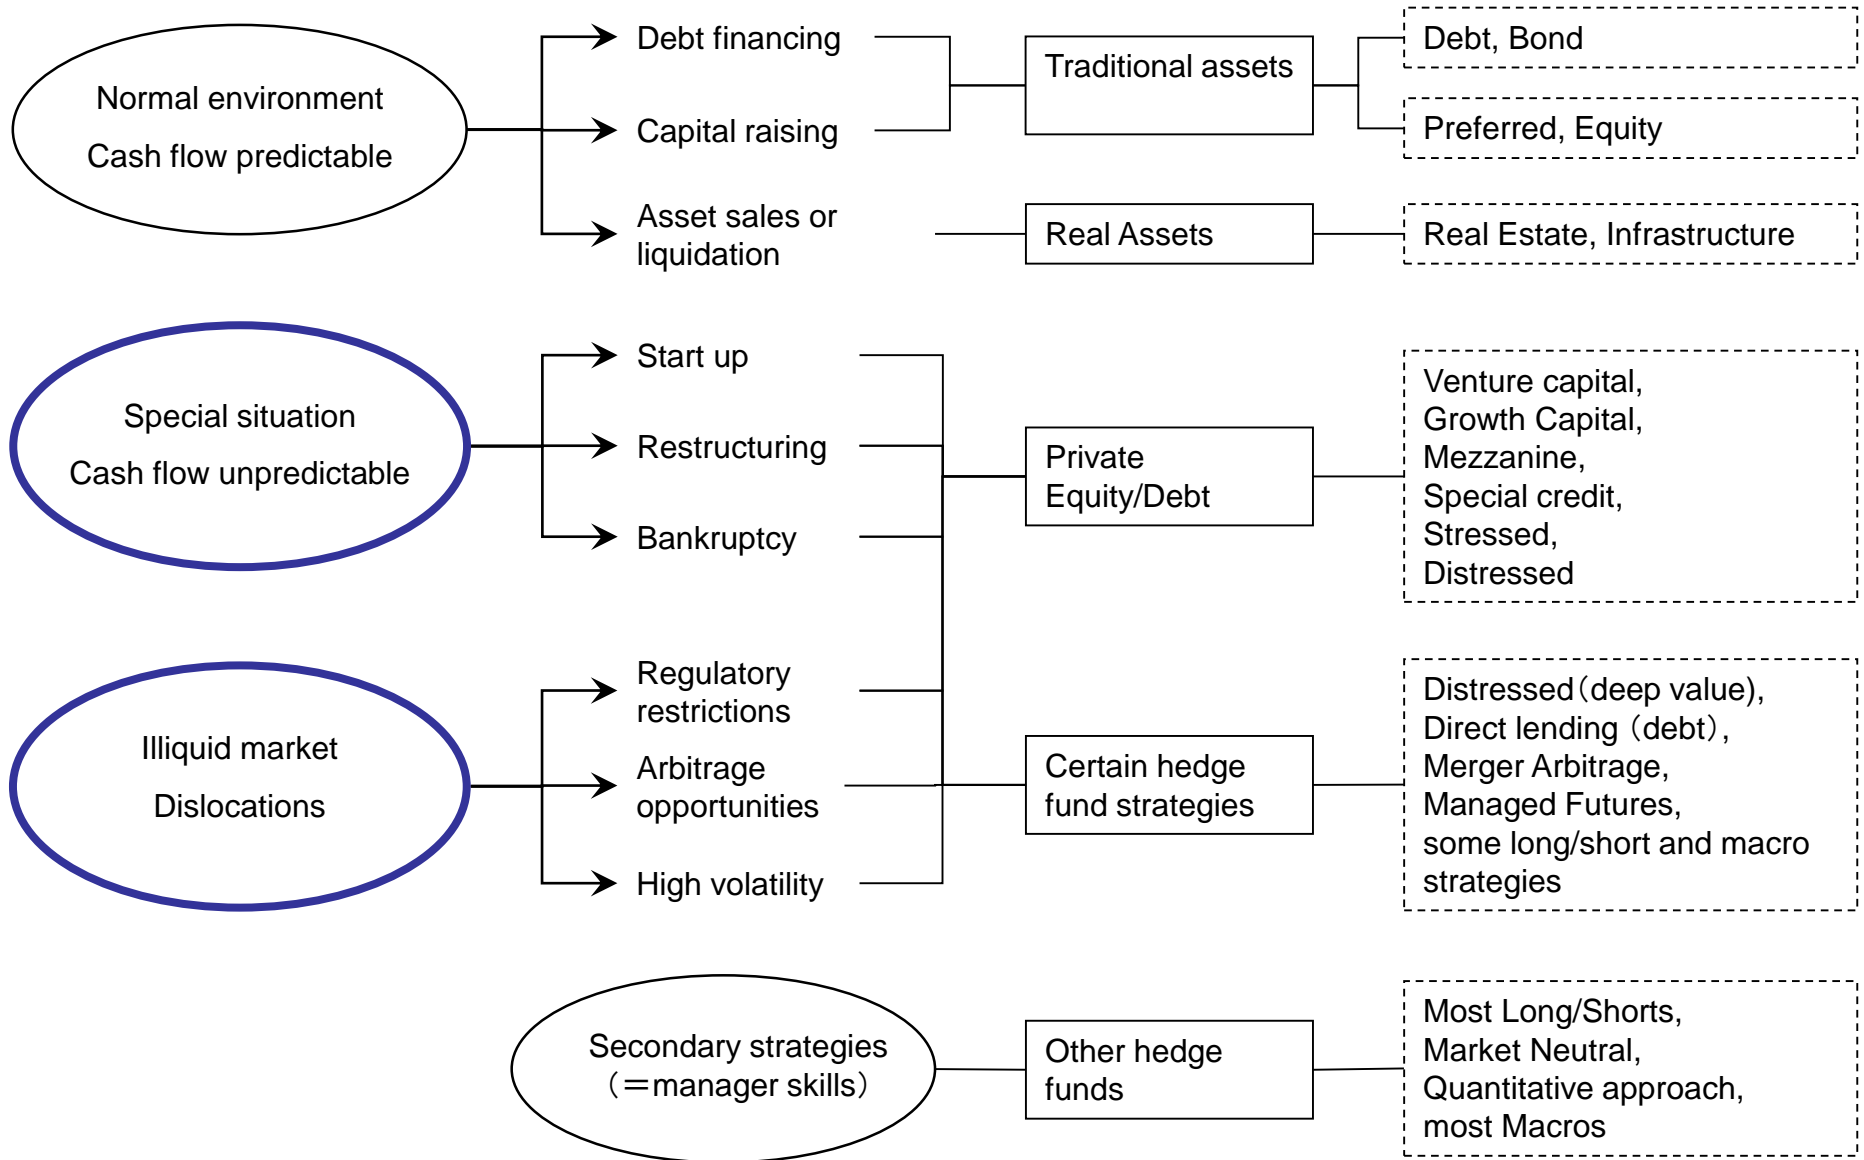 Normal environment
Cash flow predictable
Debt financing
Capital raising
Asset sales or
liquidation
Traditional assets
Real Assets
Debt, Bond
Preferred, Equity
Real Estate, Infrastructure
Special situation
Cash flow unpredictable
Start up
Restructuring
Bankruptcy
Private
Equity/Debt
Venture capital,
Growth Capital,
Mezzanine,
Special credit,
Stressed,
Distressed
Illiquid market
Dislocations
Regulatory
restrictions
Arbitrage
opportunities
High volatility
Certain hedge
fund strategies
Distressed（deep value),
Direct lending（debt）,
Merger Arbitrage,
Managed Futures,
some long/short and macro
strategies
Secondary strategies
（＝manager skills）
Other hedge
funds
Most Long/Shorts,
Market Neutral,
Quantitative approach,
most Macros